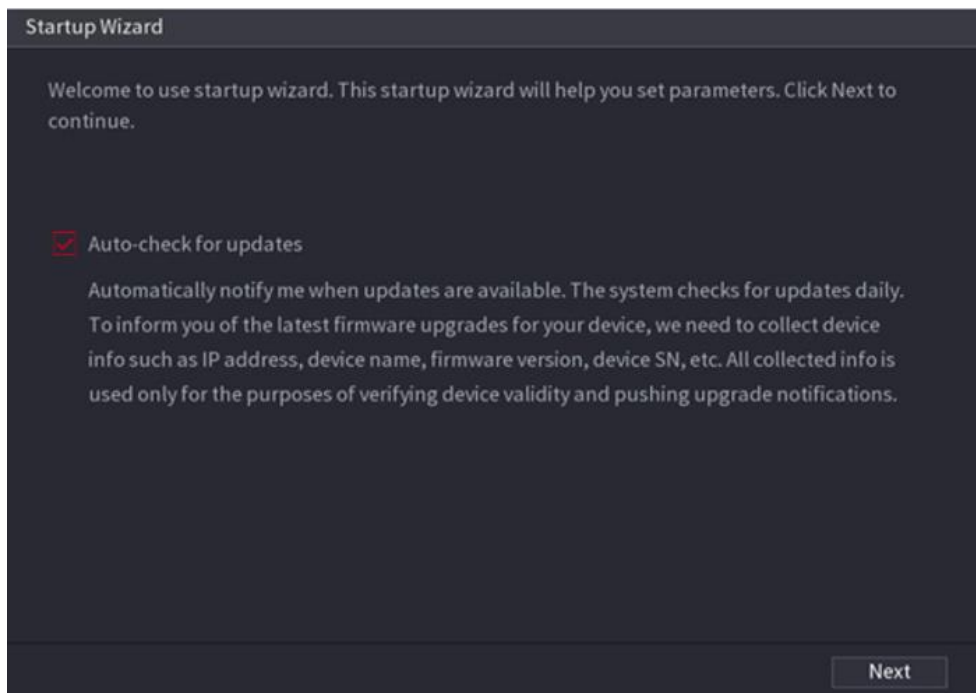 Startup Wizard
Welcome to use startup wizard. This startup wizard will help you set parameters. Click Next to
continue.
Auto-check for updates
Automatically notify me when updates are available. The system checks for updates daily.
To inform you of the latest firmware upgrades for your device, we need to collect device
info such as IP address, device name, firmware version, device SN, etc. All collected info is
used only for the purposes of verifying device validity and pushing upgrade notifications.
Next